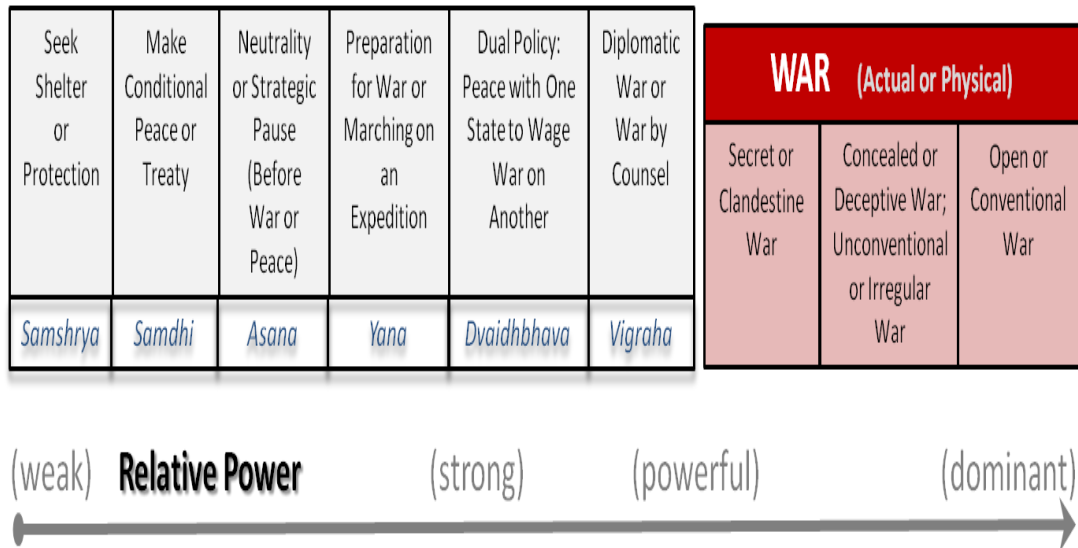 Seek
Shelter
or
Protection
Make
Conditional
Peace or
Treaty
Neutrality
or Strategic
Pause
(Before
War or
Peace)
Preparation
for War or
Marching on
an
Expedition
Dual Policy:
Peace with One
State to Wage
War on
Another
Diplomatic
War or
War by
Counsel
WAR (Actual or Physical)
Secret or
Clandestine
War
Concealed or
Deceptive War;
Unconventional
or Irregular
War
Open or
Conventional
War
Samshrya
Samdhi
Asana
Yana
Dvaidhbhava
Vigraha
(weak) Relative Power (strong) (powerful) (dominant)